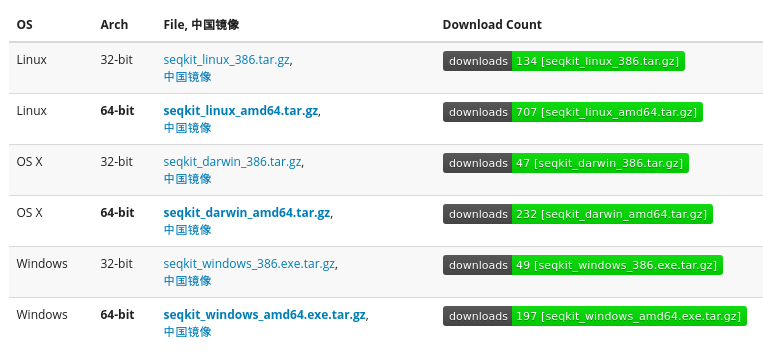 OS Arch File, 中国镜像 Download Count
Linux 32-bit seqkit_linux_386.tar.gz, downloads 134 [seqkit_linux_386.tar.gz]
中国镜像
Linux 64-bit seqkit_linux_amd64.tar.gz, downloads 707 [seqkit_linux_amd64.tar.gz]
中国镜像
OS X 32-bit seqkit_darwin_386.tar.gz, downloads 47 [seqkit_darwin_386.tar.gz]
中国镜像
OS X 64-bit seqkit_darwin_amd64.tar.gz, downloads 232 [seqkit_darwin_amd64.tar.gz]
中国镜像
Windows 32-bit seqkit_windows_386.exe.tar.gz, downloads 49 [seqkit_windows_386.exe.tar.gz]
中国镜像
Windows 64-bit seqkit_windows_amd64.exe.tar.gz, downloads 197 [seqkit_windows_amd64.exe.tar.gz]
中国镜像